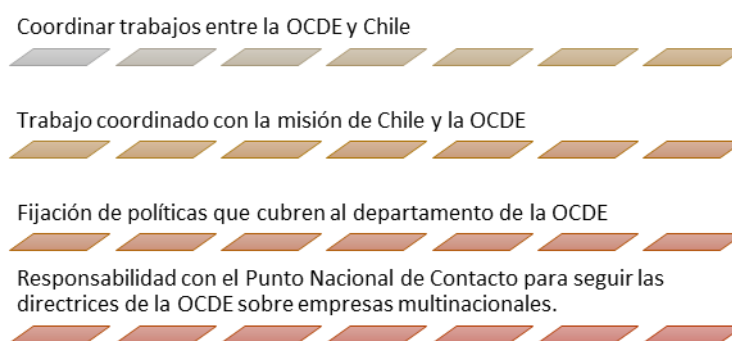 Coordinar trabajos entre la OCDE y Chile
Trabajo coordinado con la misión de Chile y la OCDE
Fijación de políticas que cubren al departamento de la OCDE
Responsabilidad con el Punto Nacional de Contacto para seguir las
directrices de la OCDE sobre empresas multinacionales.